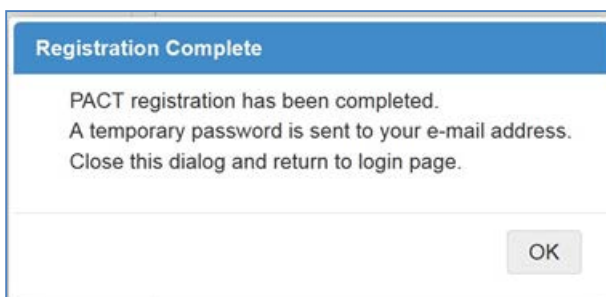 Registration Complete
PACT registration has been completed.
A temporary password is sent to your e-mail address.
Close this dialog and return to login page.
OK